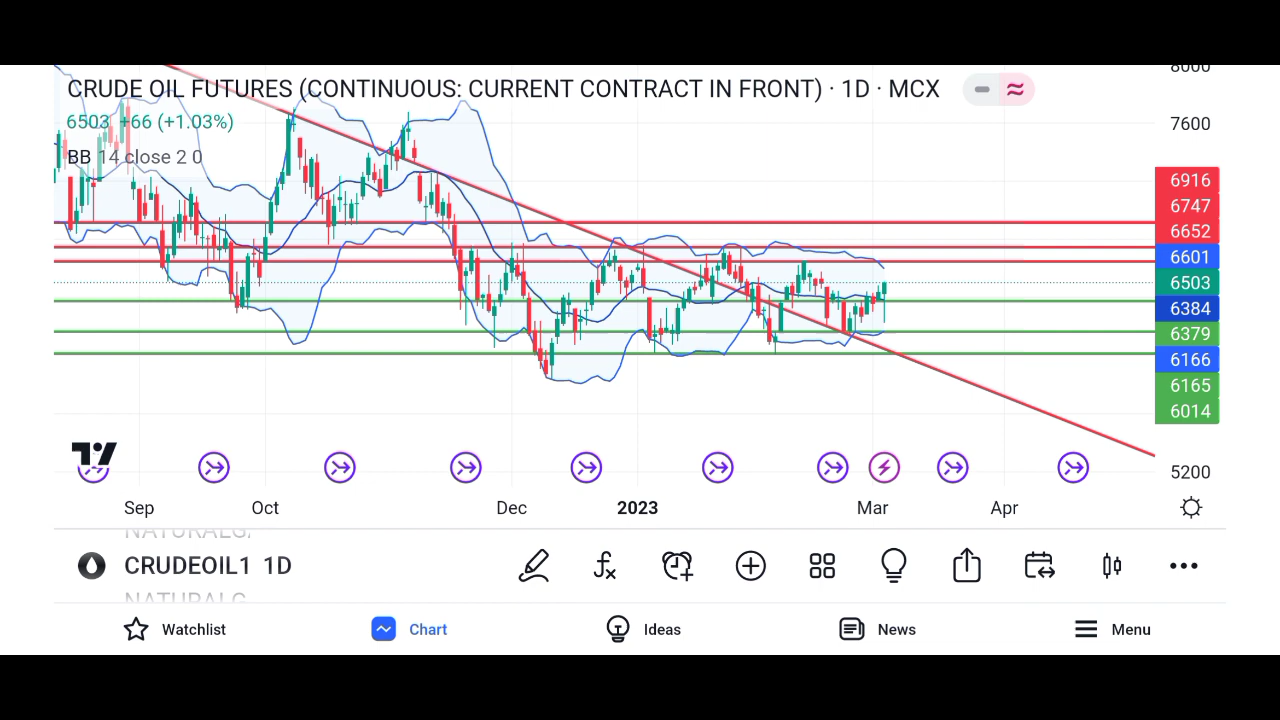 8000
CRUDE OIL FUTURES (CONTINUOUS: CURRENT CONTRACT IN FRONT) · 1D · MCX
6503 +66 (+1.03%)
7600
BB 14 close 2 0
6916
6747
6652
6601
6503
6384
6379
6166
6165
6014
5200
Sep Oct Dec 2023 Mar Apr
NATURALG
CRUDEOIL1 1D
NATURALG
Watchlist Chart Ideas News Menu